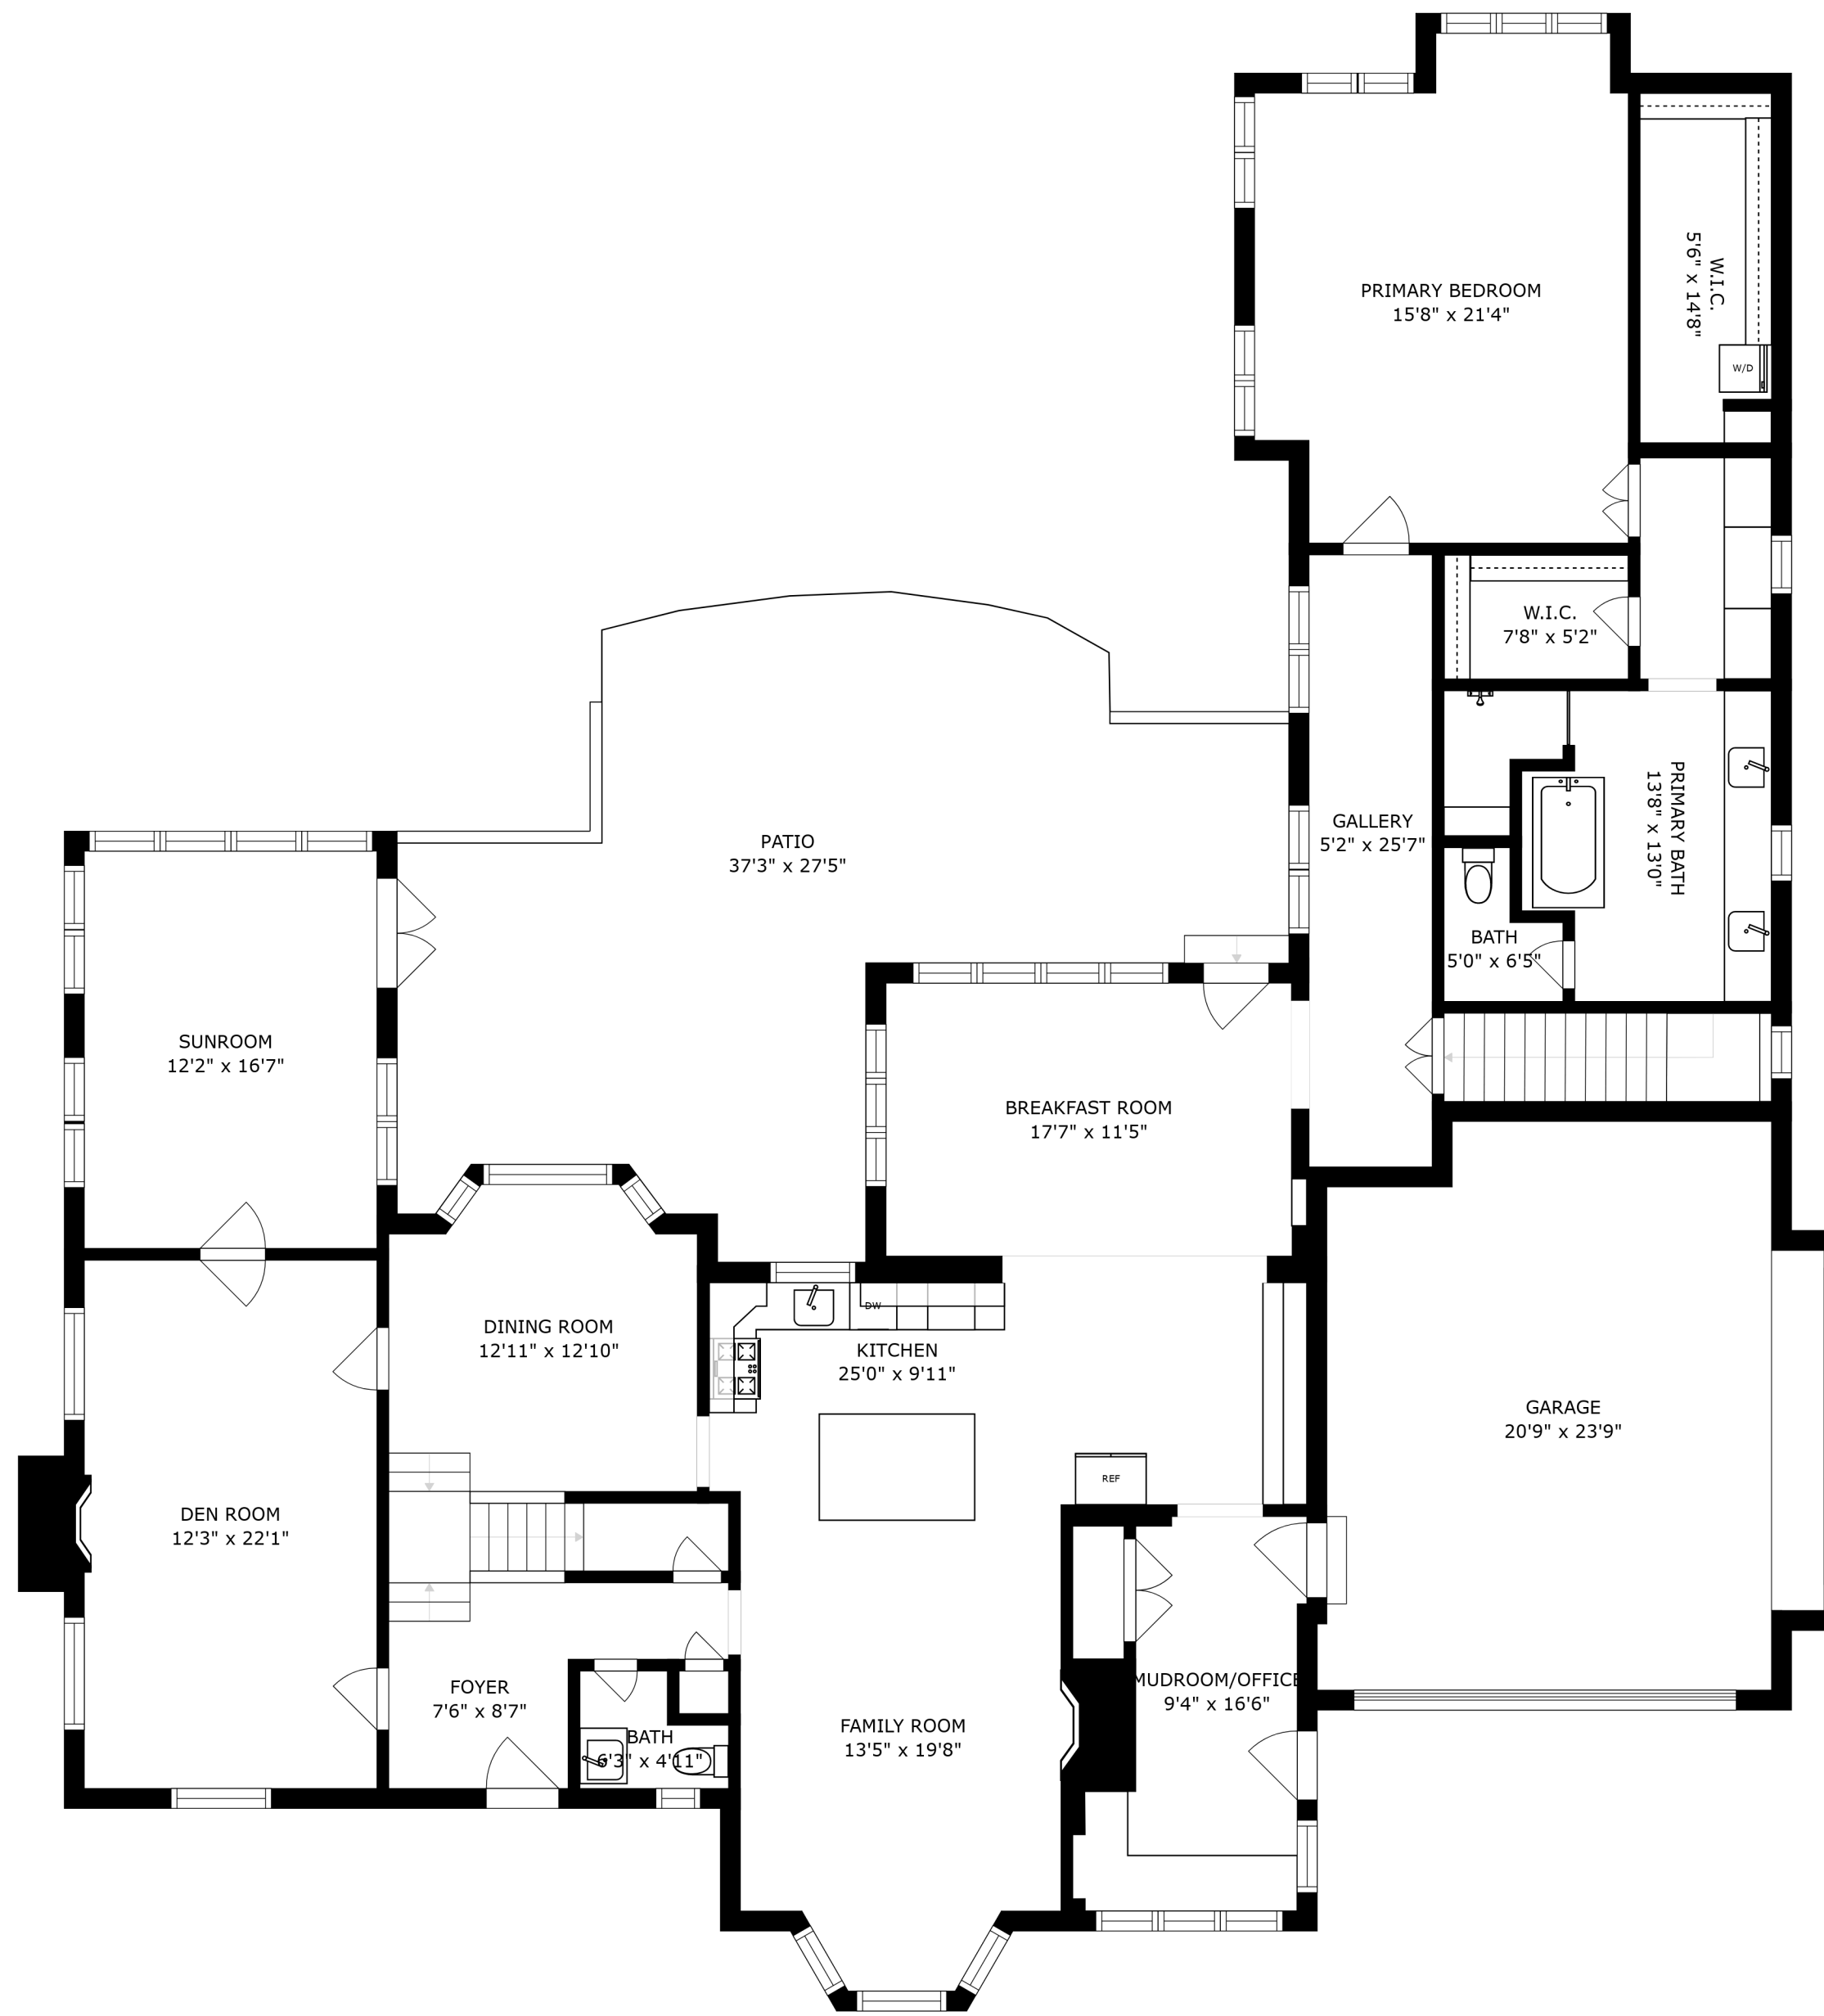 PRIMARY BEDROOM
15'8" x 21'4"
W.I.C.
5'6" x 14'8"
W/D
W.I.C.
7'8" x 5'2"
PATIO
37'3" x 27'5"
GALLERY
5'2" x 25'7"
PRIMARY BATH
13'8" x 13'0"
BATH
5'0" x 6'5"
SUNROOM
12'2" x 16'7"
BREAKFAST ROOM
17'7" x 11'5"
DW
DINING ROOM
12'11" x 12'10"
KITCHEN
25'0" x 9'11"
GARAGE
20'9" x 23'9"
REF
DEN ROOM
12'3" x 22'1"
FOYER
7'6" x 8'7"
MUDROOM/OFFICE
9'4" x 16'6"
BATH
6'3" x 4'11"
FAMILY ROOM
13'5" x 19'8"